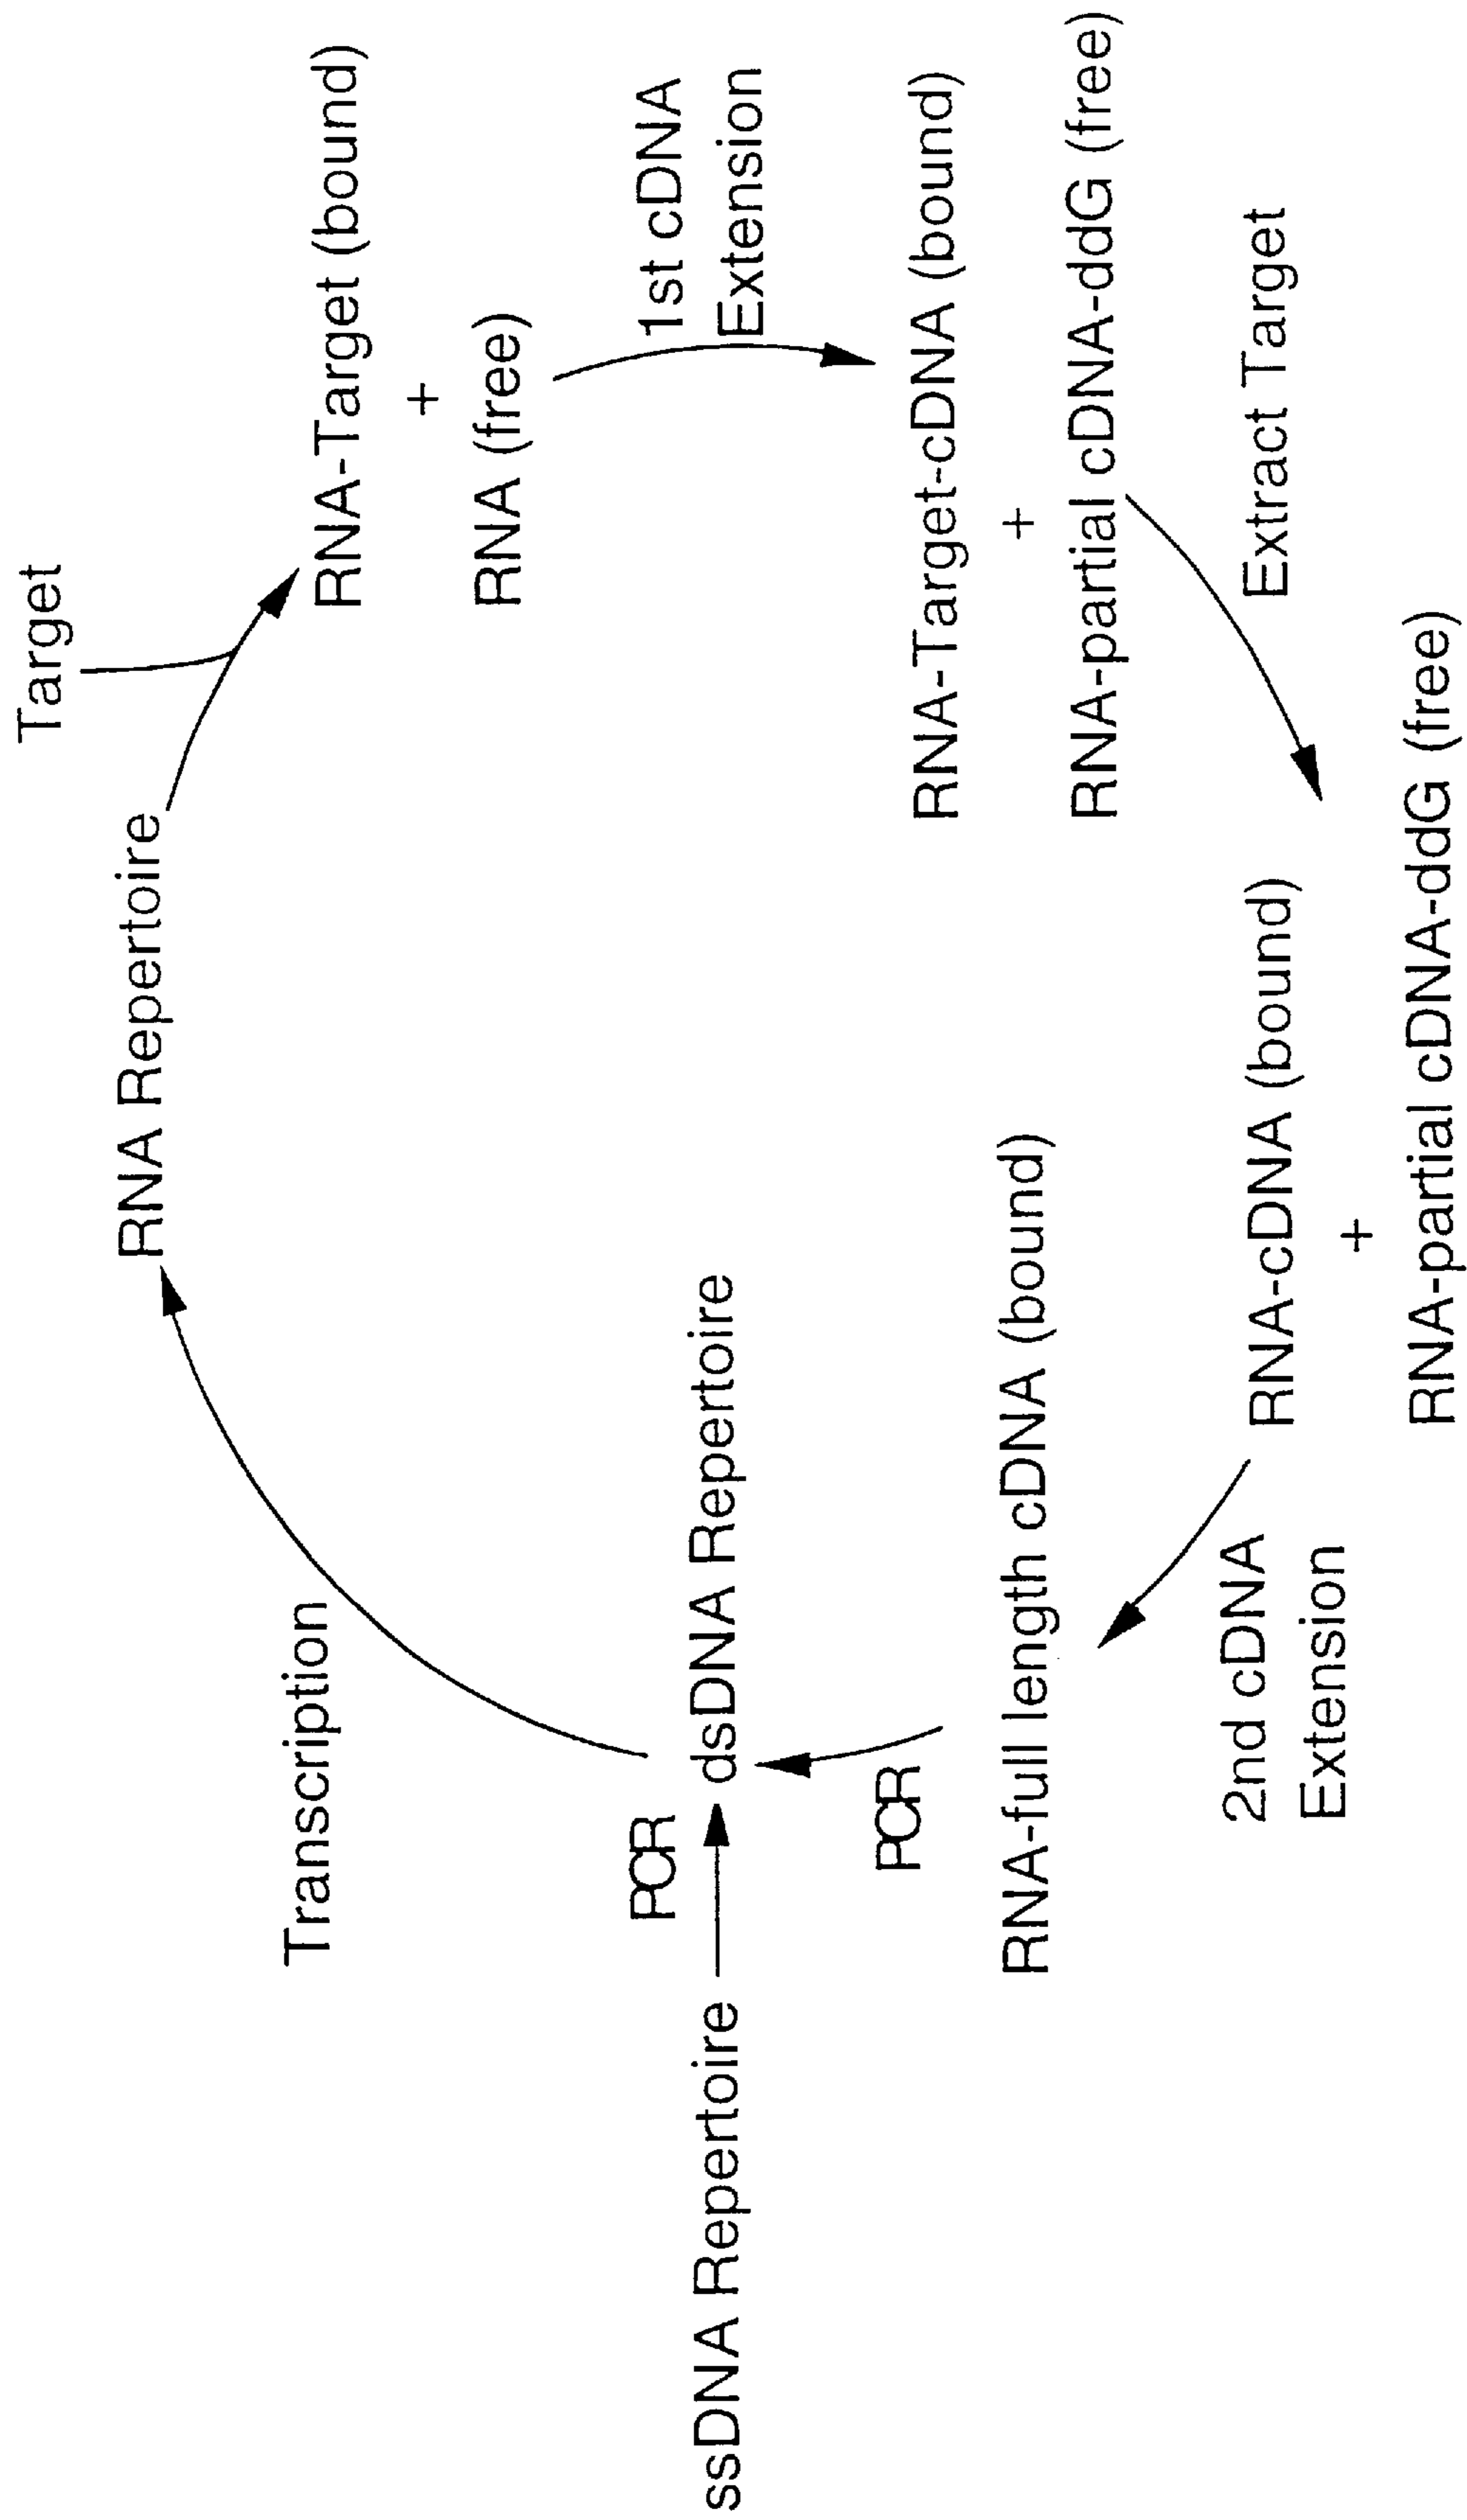 Target
RNA Repertoire
RNA-Target (bound)
+
RNA (free)
1st cDNA
Extension
RNA-Target-cDNA (bound)
+
RNA-partial cDNA-ddG (free)
Extract Target
RNA-cDNA (bound)
+
RNA-partial cDNA-ddG (free)
2nd cDNA
Extension
RNA-full length cDNA (bound)
PCR
dsDNA Repertoire
Transcription
PCR
ssDNA Repertoire